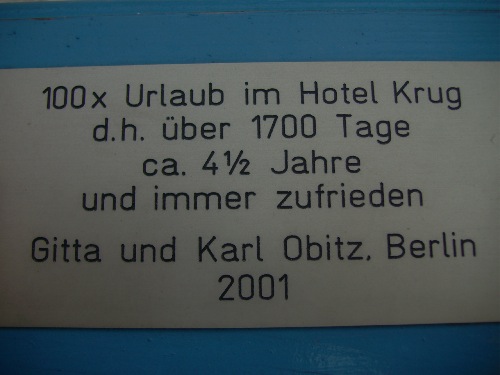 100x Urlaub im Hotel Krug
d.h. über 1700 Tage
ca. 4½ Jahre
und immer zufrieden
Gitta und Karl Obitz, Berlin
2001